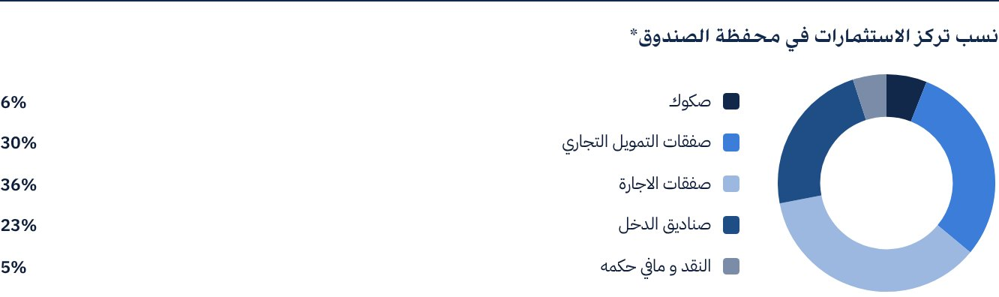 نسب تركز الاستثمارات في محفظة الصندوق*
صكوك 6%
صفقات التمويل التجاري 30%
صفقات الاجارة 36%
صناديق الدخل 23%
النقد و مافي حكمه 5%